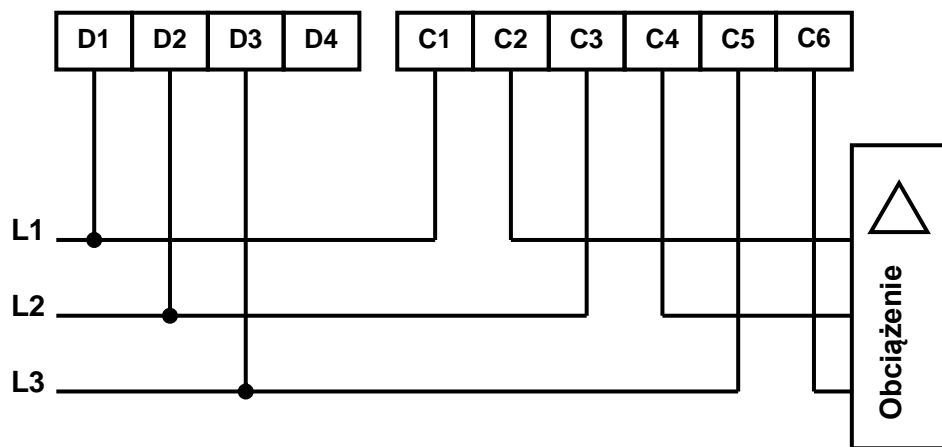 D1 D2 D3 D4 C1 C2 C3 C4 C5 C6
L1
L2
L3
Obciążenie